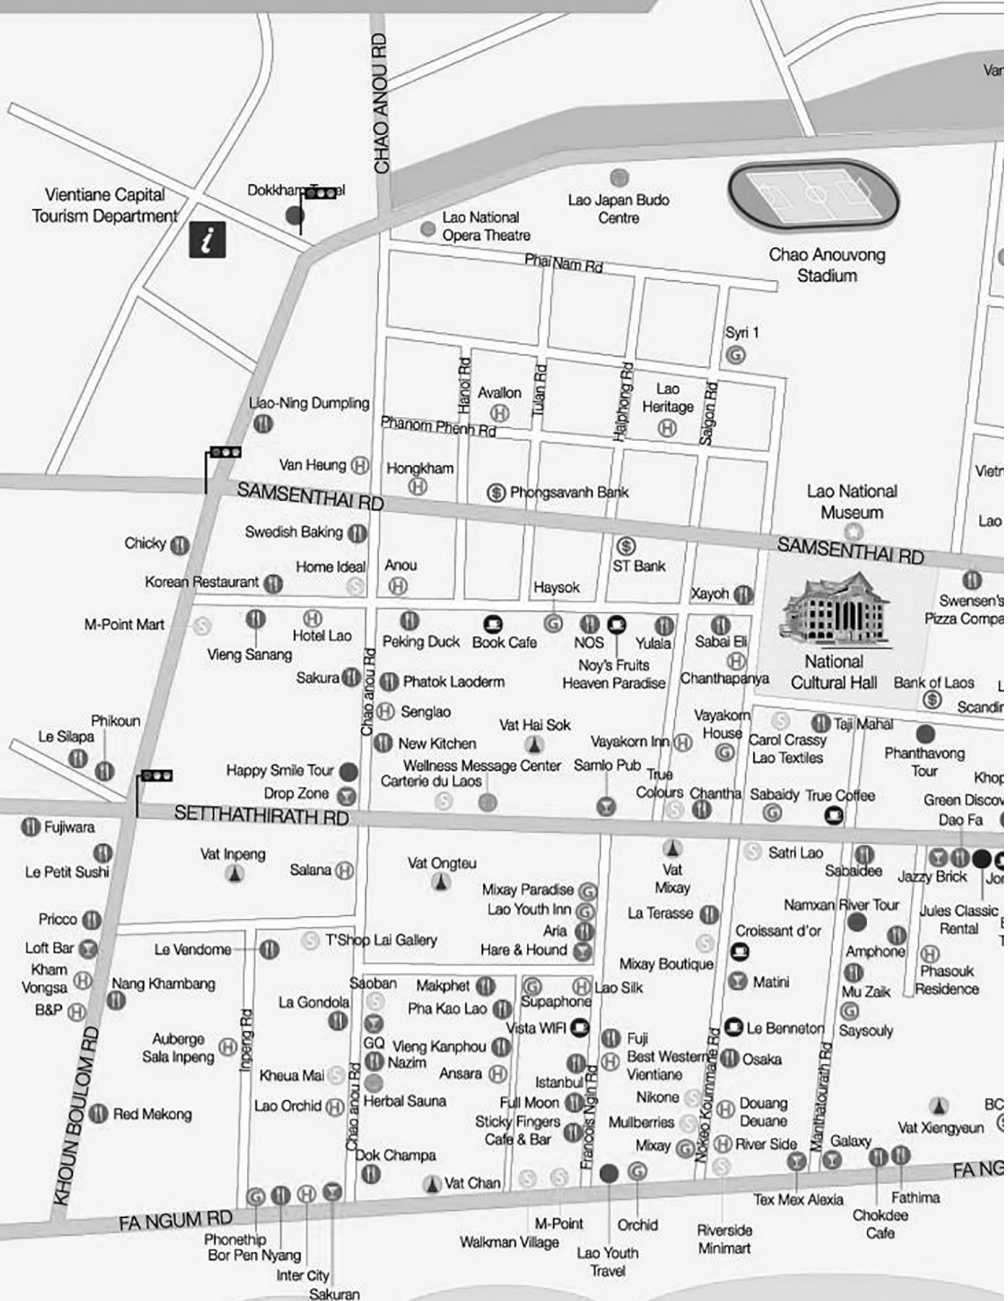 CHAO ANOU RD
Vientiane Capital
Tourism Department
i
Lao National
Opera Theatre
Lao Japan Budo
Centre
Chao Anouvong
Stadium
Phai Nam Rd
Syri 1
G
Hanoi Rd
Avallon
H
Tulan Rd
Haiphong Rd
Lao
Heritage
H
Saigon Rd
Liao-Ning Dumpling
Phanom Phenh Rd
Van Heung H
Hongkham
H
$ Phongsavanh Bank
Lao National
Museum
SAMSENTHAI RD
SAMSENTHAI RD
Lao
Chicky
Swedish Baking
$
ST Bank
Home Ideal
S
Anou
H
Korean Restaurant
Haysok
G
Xayoh
Swensen's
M-Point Mart S
H
Hotel Lao
Vieng Sanang
Peking Duck
Book Cafe
NOS
Noy's Fruits
Heaven Paradise
Yulala
Sabai Eli
H
Chanthapanya
National
Cultural Hall
Bank of Laos
$
Sakura
Chao anou Rd
Phatok Laoderm
H Senglao
New Kitchen
Vat Hai Sok
Vayakorn Inn H
Vayakorn
House
G
S
Carol Crassy
Lao Textiles
Taji Mahal
Phanthavong
Tour
Phikoun
Le Silapa
Happy Smile Tour
Drop Zone
Wellness Message Center
Carterie du Laos
S
Samlo Pub
True
Colours
S
Chantha
Sabaidy
G
True Coffee
Dao Fa
SETTHATHIRATH RD
Fujiwara
Le Petit Sushi
Vat Inpeng
Salana H
Vat Ongteu
Vat
Mixay
S Satri Lao
Sabaidee
Jazzy Brick
Jules Classic
Rental
Mixay Paradise G
Lao Youth Inn G
Aria
Hare & Hound
La Terasse
S
Mixay Boutique
Croissant d'or
Matini
Namxan River Tour
Amphone
H
Phasouk
Residence
Mu Zaik
G
Saysouly
Pricco
Loft Bar
Kham
Vongsa
H
B&P H
Nang Khambang
Le Vendome
S T'Shop Lai Gallery
Saoban
S
GQ
Nazim
Herbal Sauna
La Gondola
Kheua Mai S
Lao Orchid H
Auberge
Sala Inpeng
H
Inpeng Rd
Chao anou Rd
Makphet
Pha Kao Lao
Vieng Kanphou
Ansara H
G
Supaphone
H Lao Silk
Vista WIFI
Istanbul
Full Moon
Sticky Fingers
Cafe & Bar
Francois Ngin Rd
Fuji
H Best Western
Vientiane
Nikone S
Mulberries S
Mixay G
Nokeo Koummane Rd
Le Benneton
Osaka
H Douang
Deuane
H River Side
S
Manthatourath Rd
Galaxy
Vat Xiengyeun
KHOUN BOULOM RD
Red Mekong
Dok Champa
Vat Chan
FA NGUM RD
G
Phonethip
Bor Pen Nyang
H
Inter City
Sakuran
S
Walkman Village
S
M-Point
Lao Youth
Travel
G
Orchid
Riverside
Minimart
Tex Mex Alexia
Chokdee
Cafe
Fathima